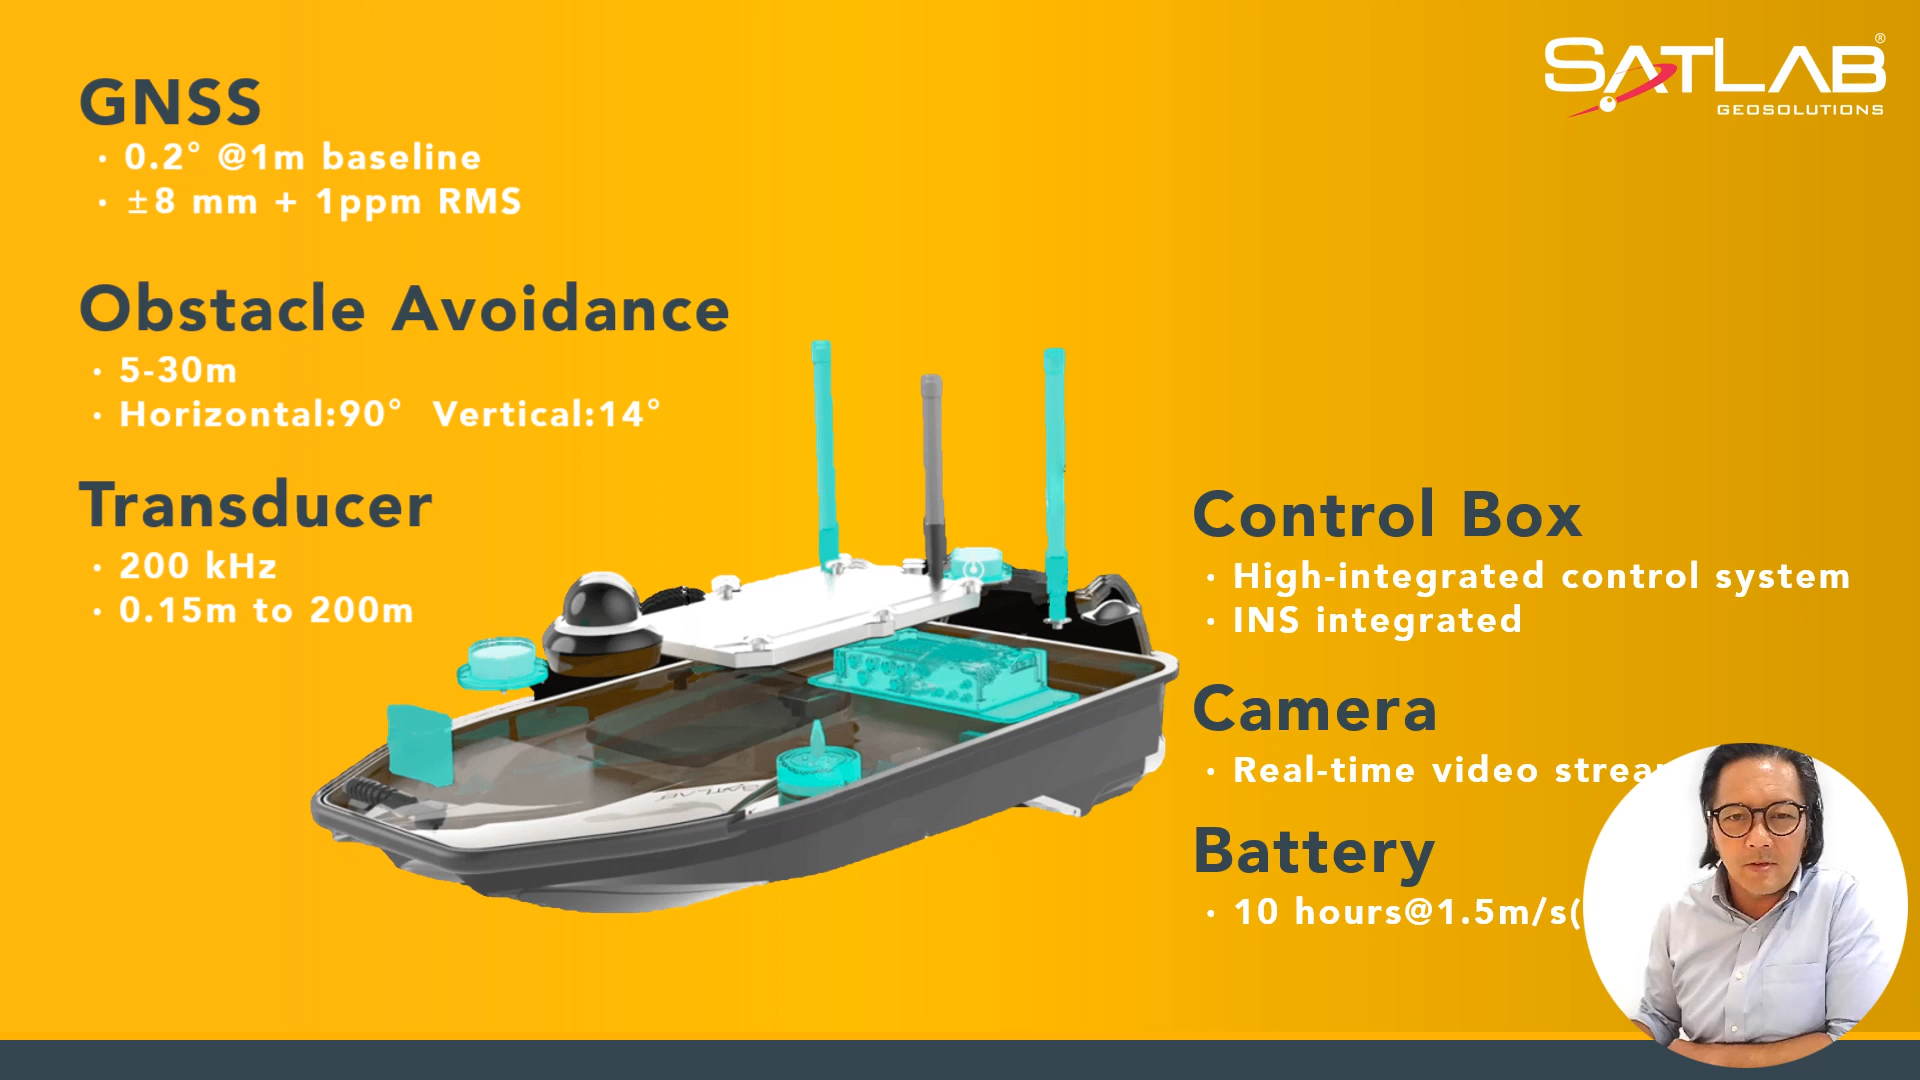 SATLAB®
GEOSOLUTIONS
GNSS
· 0.2° @1m baseline
· ±8 mm + 1ppm RMS
Obstacle Avoidance
· 5-30m
· Horizontal:90° Vertical:14°
Transducer
· 200 kHz
· 0.15m to 200m
Control Box
· High-integrated control system
· INS integrated
Camera
· Real-time video
Battery
· 10 hours@1.5m/s(
SATLAB